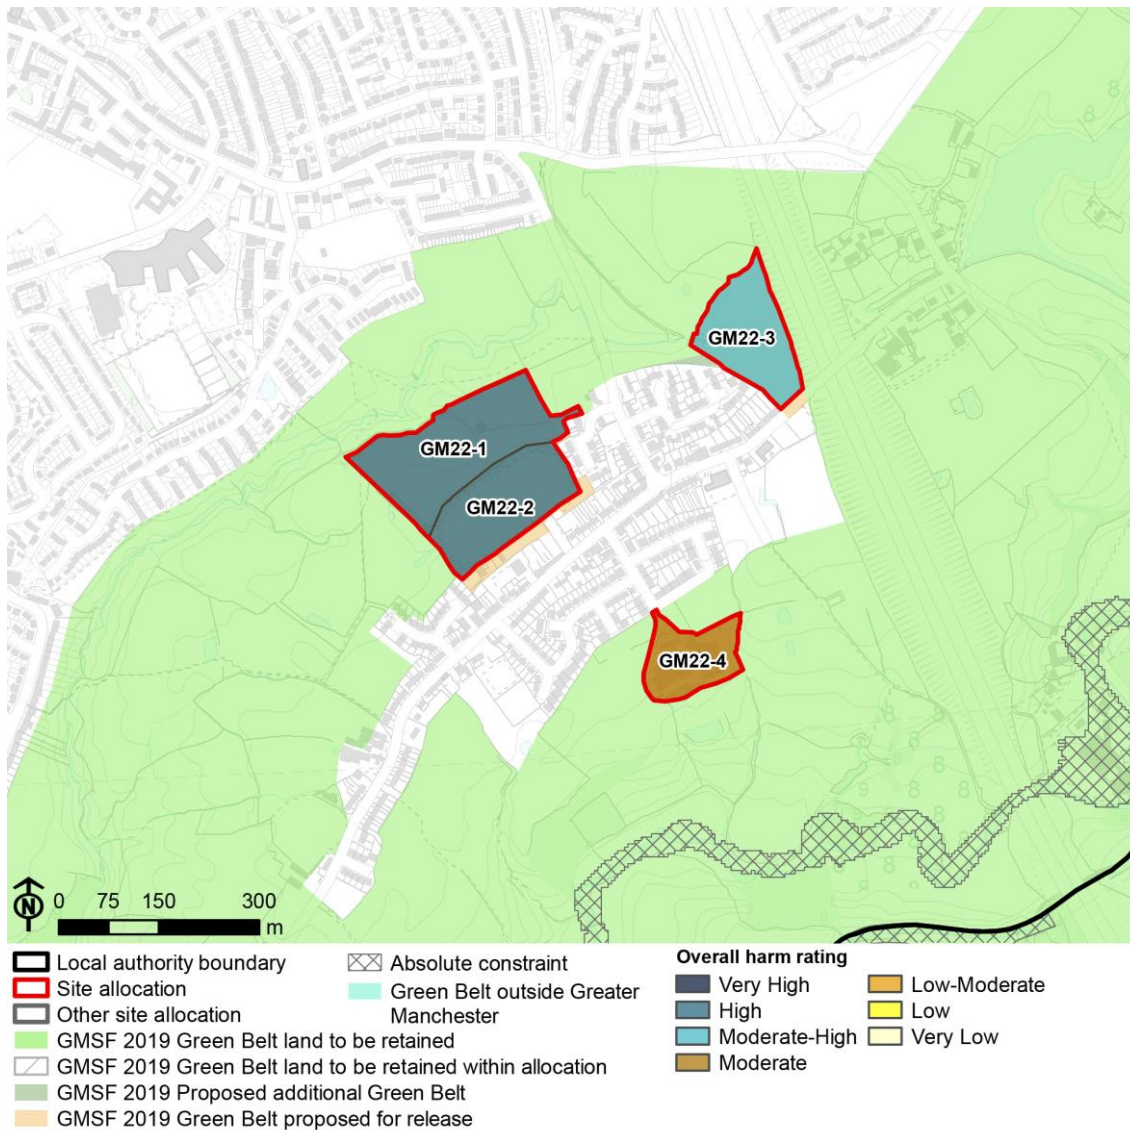 GM22-3
GM22-1
GM22-2
GM22-4
N
0 75 150 300
m
Local authority boundary
Site allocation
Other site allocation
GMSF 2019 Green Belt land to be retained
GMSF 2019 Green Belt land to be retained within allocation
GMSF 2019 Proposed additional Green Belt
GMSF 2019 Green Belt proposed for release
Absolute constraint
Green Belt outside Greater
Manchester
Overall harm rating
Very High
High
Moderate-High
Moderate
Low-Moderate
Low
Very Low